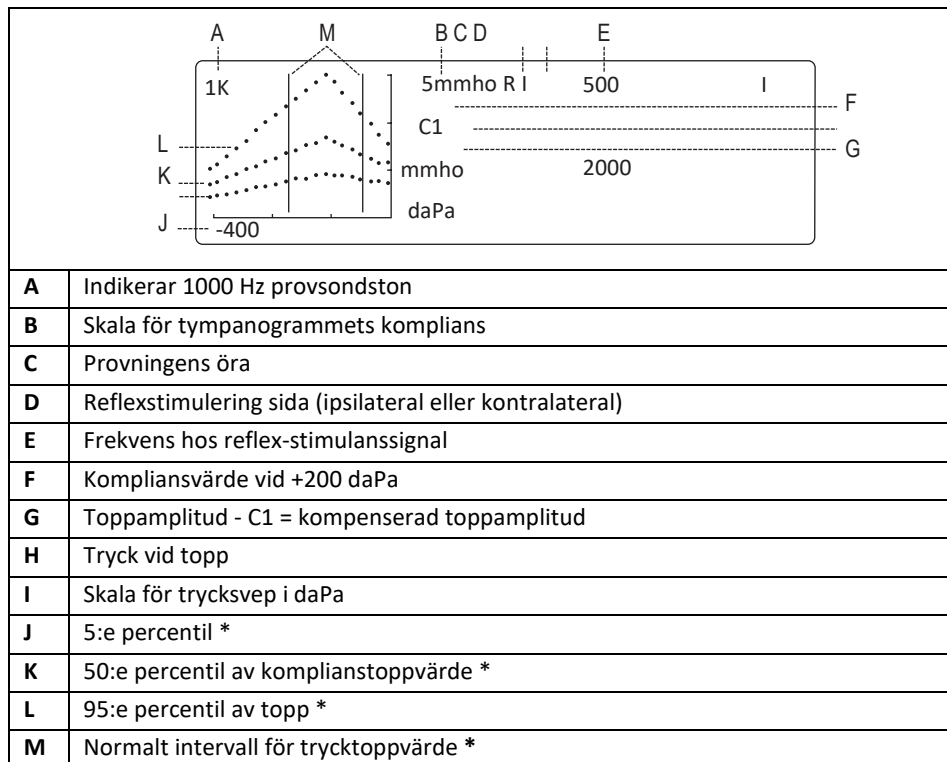 A M B C D E
1K 5mmho R I 500 I
F
C1
L G
K mmho 2000
daPa
J -400
A Indikerar 1000 Hz provsondston
B Skala för tympanogrammets komplians
C Provningens öra
D Reflexstimulering sida (ipsilateral eller kontralateral)
E Frekvens hos reflex-stimulanssignal
F Kompliansvärde vid +200 daPa
G Toppamplitud - C1 = kompenserad toppamplitud
H Tryck vid topp
I Skala för trycksvep i daPa
J 5:e percentil *
K 50:e percentil av komplianstoppvärde *
L 95:e percentil av topp *
M Normalt intervall för trycktoppvärde *